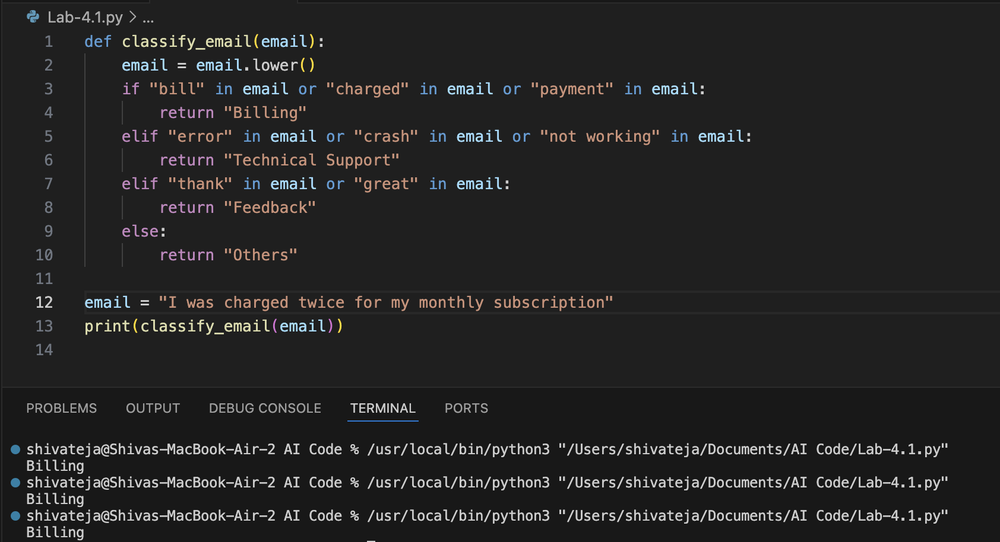 Lab-4.1.py > ...
1 def classify_email(email):
2     email = email.lower()
3     if "bill" in email or "charged" in email or "payment" in email:
4         return "Billing"
5     elif "error" in email or "crash" in email or "not working" in email:
6         return "Technical Support"
7     elif "thank" in email or "great" in email:
8         return "Feedback"
9     else:
10         return "Others"
11
12 email = "I was charged twice for my monthly subscription"
13 print(classify_email(email))
14
PROBLEMS OUTPUT DEBUG CONSOLE TERMINAL PORTS
shivateja@Shivas-MacBook-Air-2 AI Code % /usr/local/bin/python3 "/Users/shivateja/Documents/AI Code/Lab-4.1.py"
Billing
shivateja@Shivas-MacBook-Air-2 AI Code % /usr/local/bin/python3 "/Users/shivateja/Documents/AI Code/Lab-4.1.py"
Billing
shivateja@Shivas-MacBook-Air-2 AI Code % /usr/local/bin/python3 "/Users/shivateja/Documents/AI Code/Lab-4.1.py"
Billing